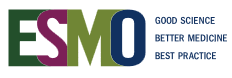 ESMO
GOOD SCIENCE
BETTER MEDICINE
BEST PRACTICE